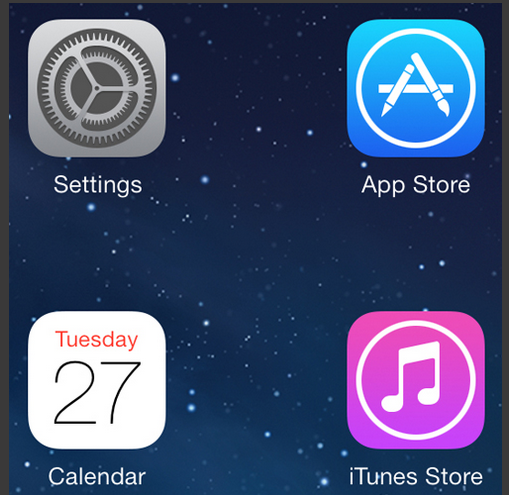 Settings
App Store
Tuesday
27
Calendar
iTunes Store